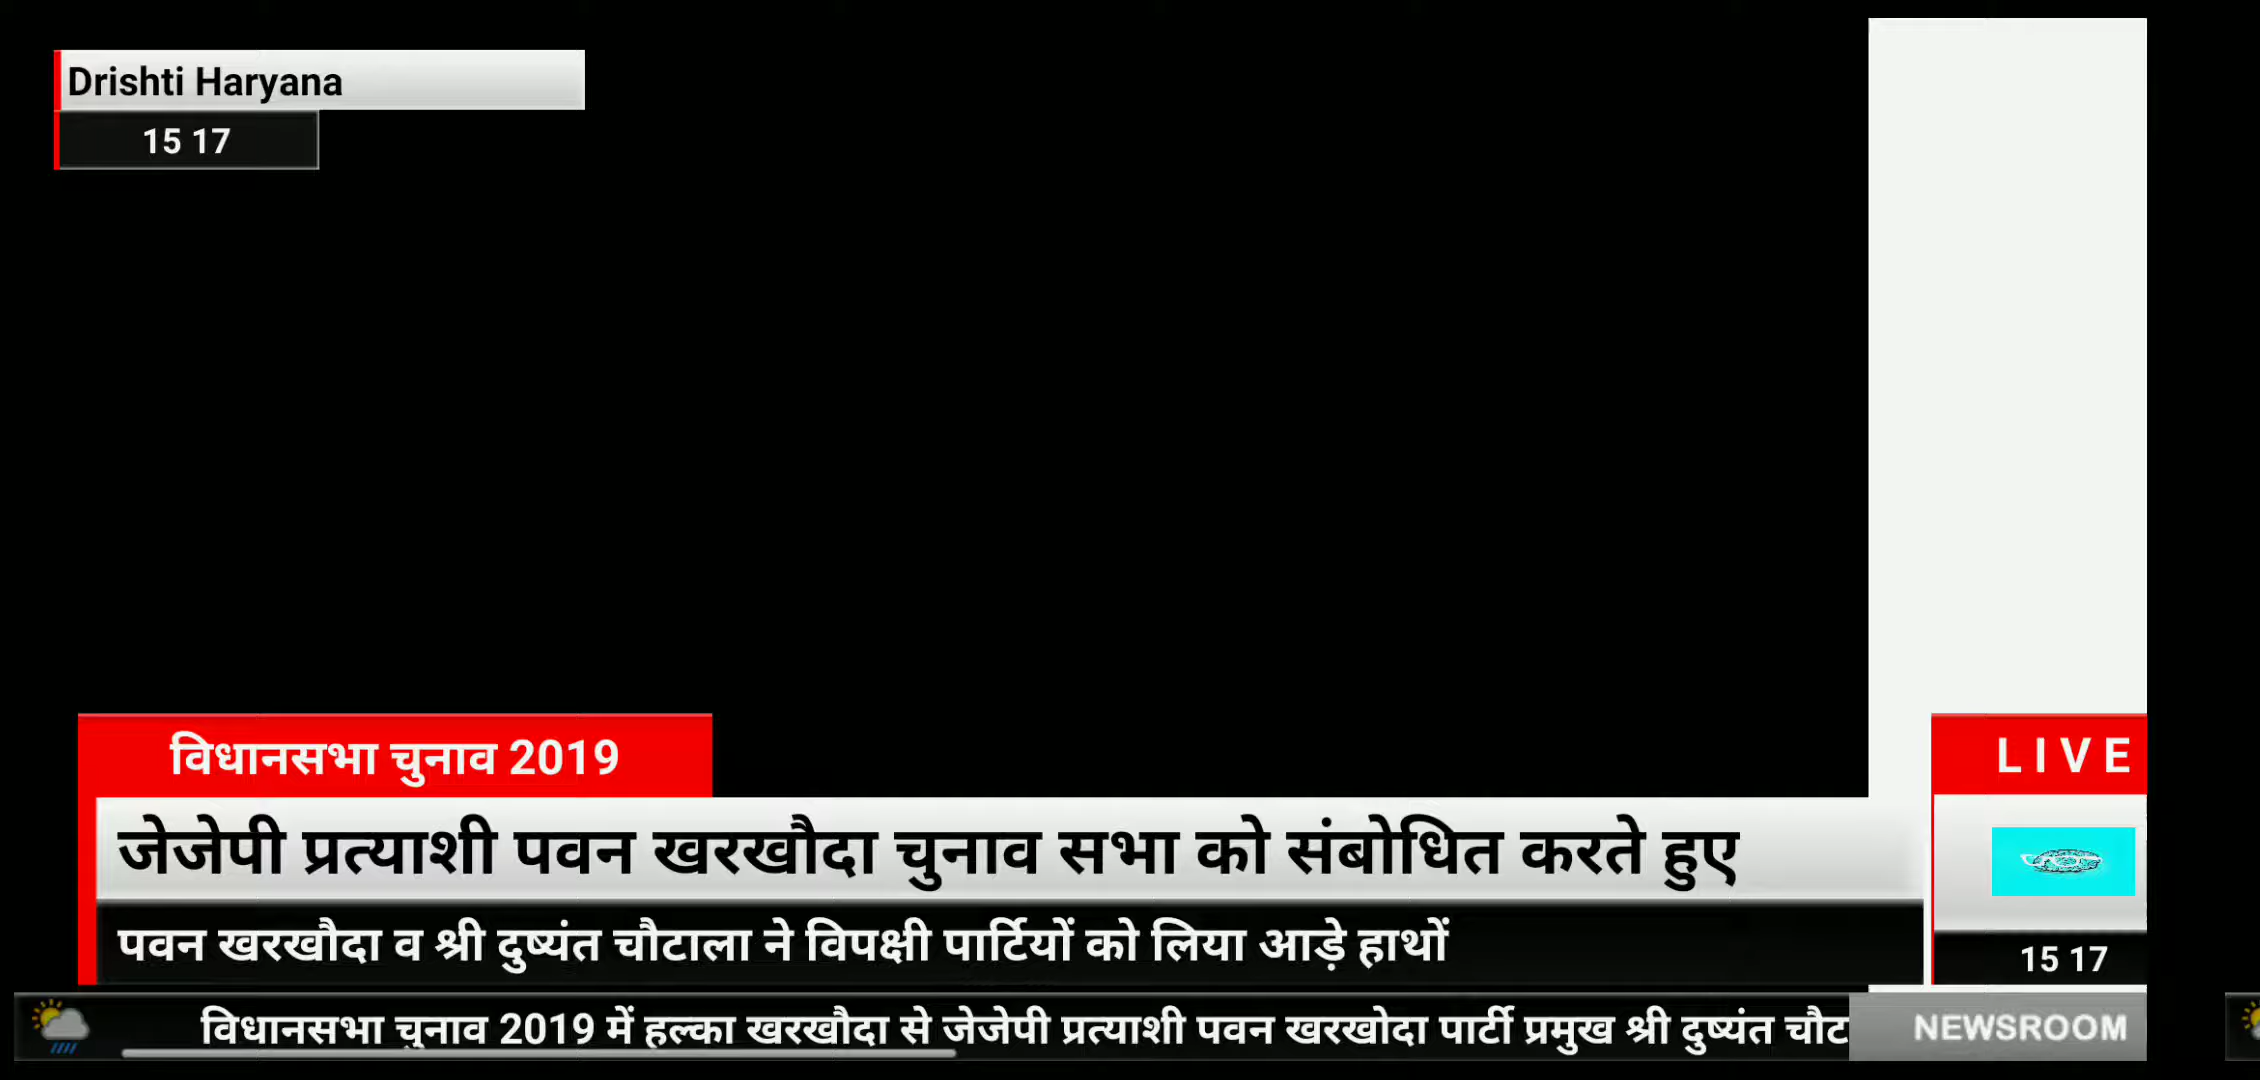 Drishti Haryana
15 17
विधानसभा चुनाव 2019
LIVE
जेजेपी प्रत्याशी पवन खरखौदा चुनाव सभा को संबोधित करते हुए
पवन खरखौदा व श्री दुष्यंत चौटाला ने विपक्षी पार्टियों को लिया आड़े हाथों
15 17
विधानसभा चुनाव 2019 में हल्का खरखौदा से जेजेपी प्रत्याशी पवन खरखोदा पार्टी प्रमुख श्री दुष्यंत चौट
NEWSROOM